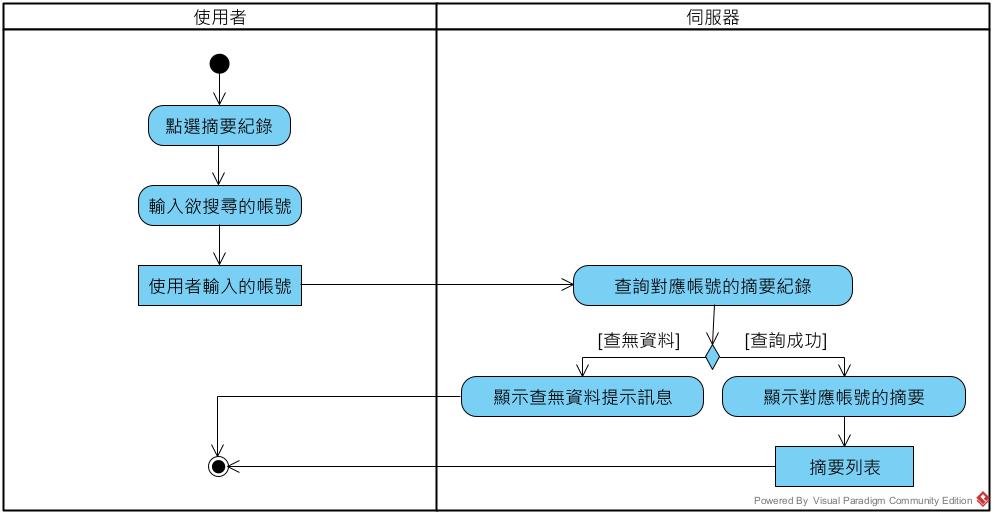 使用者
伺服器
點選摘要紀錄
輸入欲搜尋的帳號
使用者輸入的帳號
查詢對應帳號的摘要紀錄
[查無資料]
[查詢成功]
顯示查無資料提示訊息
顯示對應帳號的摘要
摘要列表
Powered By Visual Paradigm Community Edition